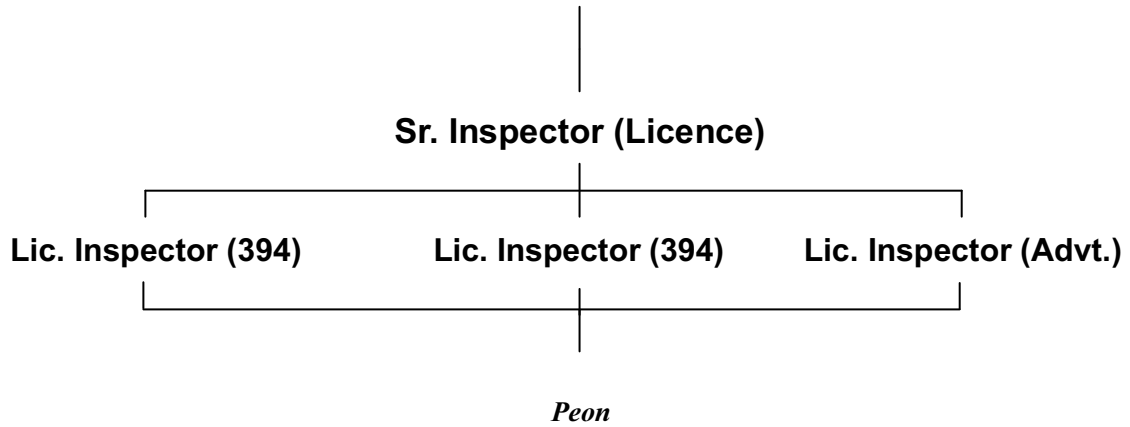 Sr. Inspector (Licence)
Lic. Inspector (394) Lic. Inspector (394) Lic. Inspector (Advt.)
Peon